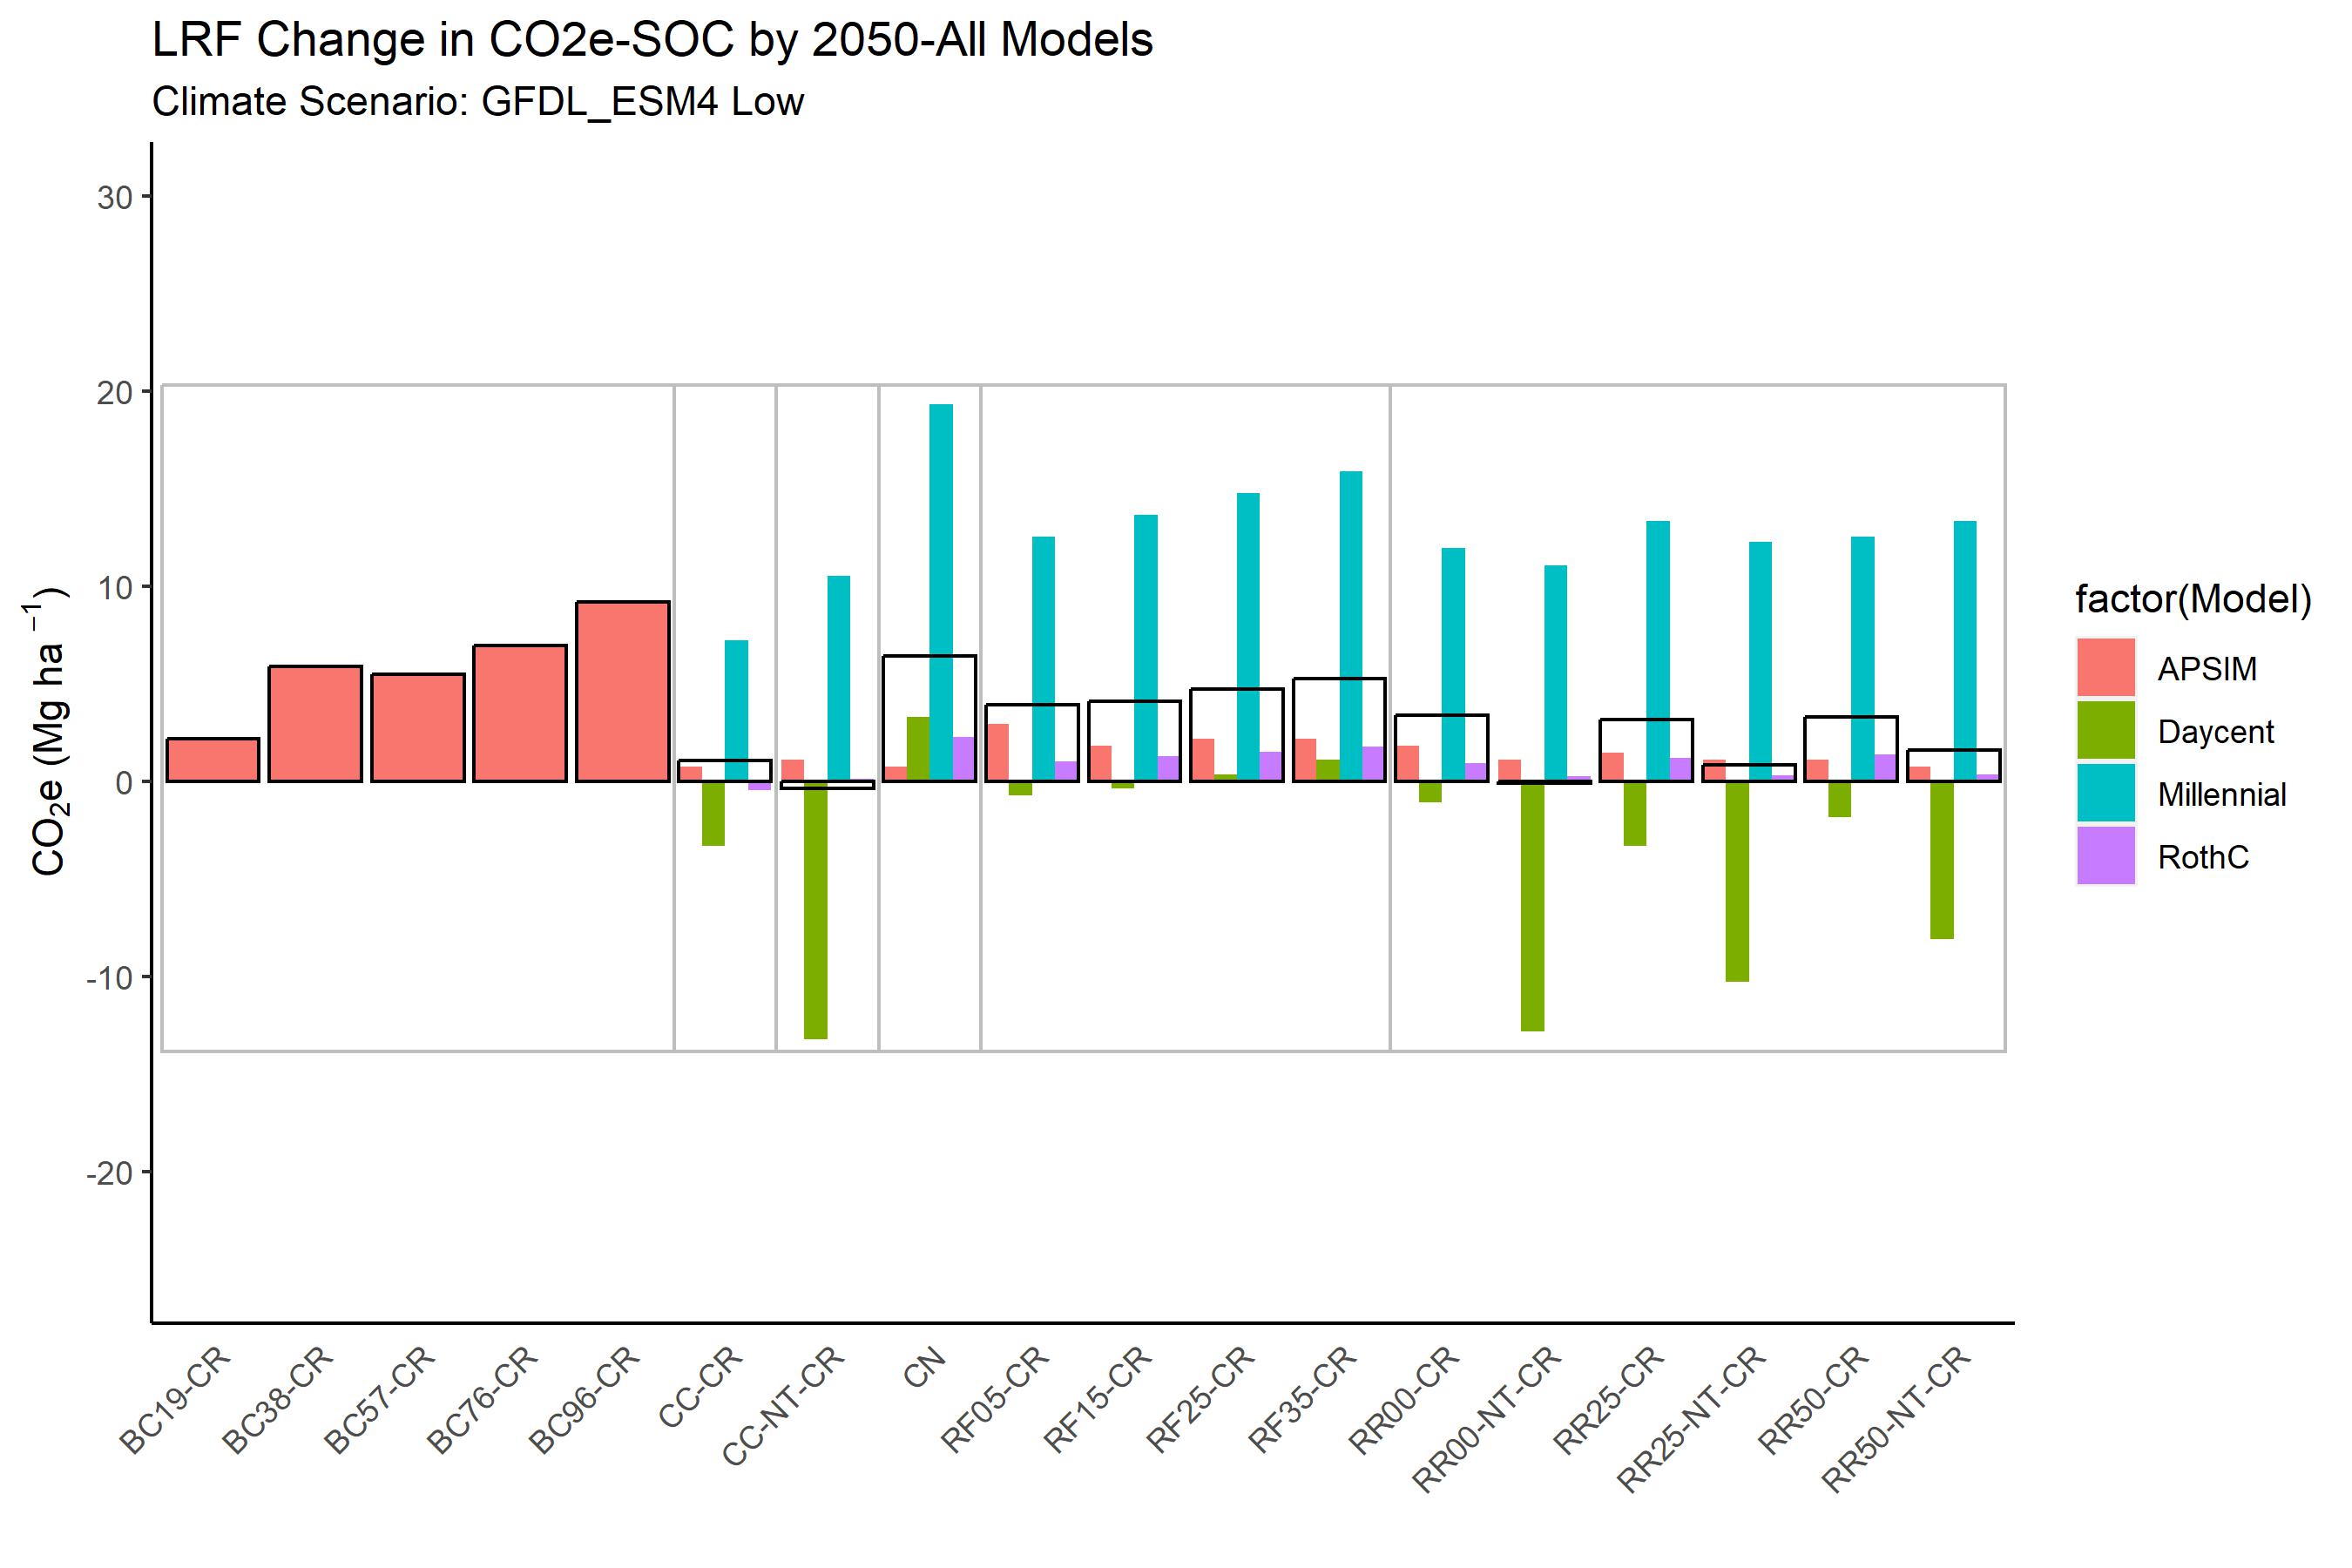 LRF Change in CO2e-SOC by 2050-All Models
Climate Scenario: GFDL_ESM4 Low
30
20
10
0
-10
-20
CO₂e (Mg ha ⁻¹)
BC19-CR
BC38-CR
BC57-CR
BC76-CR
BC96-CR
CC-CR
CC-NT-CR
CN
RF05-CR
RF15-CR
RF25-CR
RF35-CR
RR00-CR
RR00-NT-CR
RR25-CR
RR25-NT-CR
RR50-CR
RR50-NT-CR
factor(Model)
APSIM
Daycent
Millennial
RothC